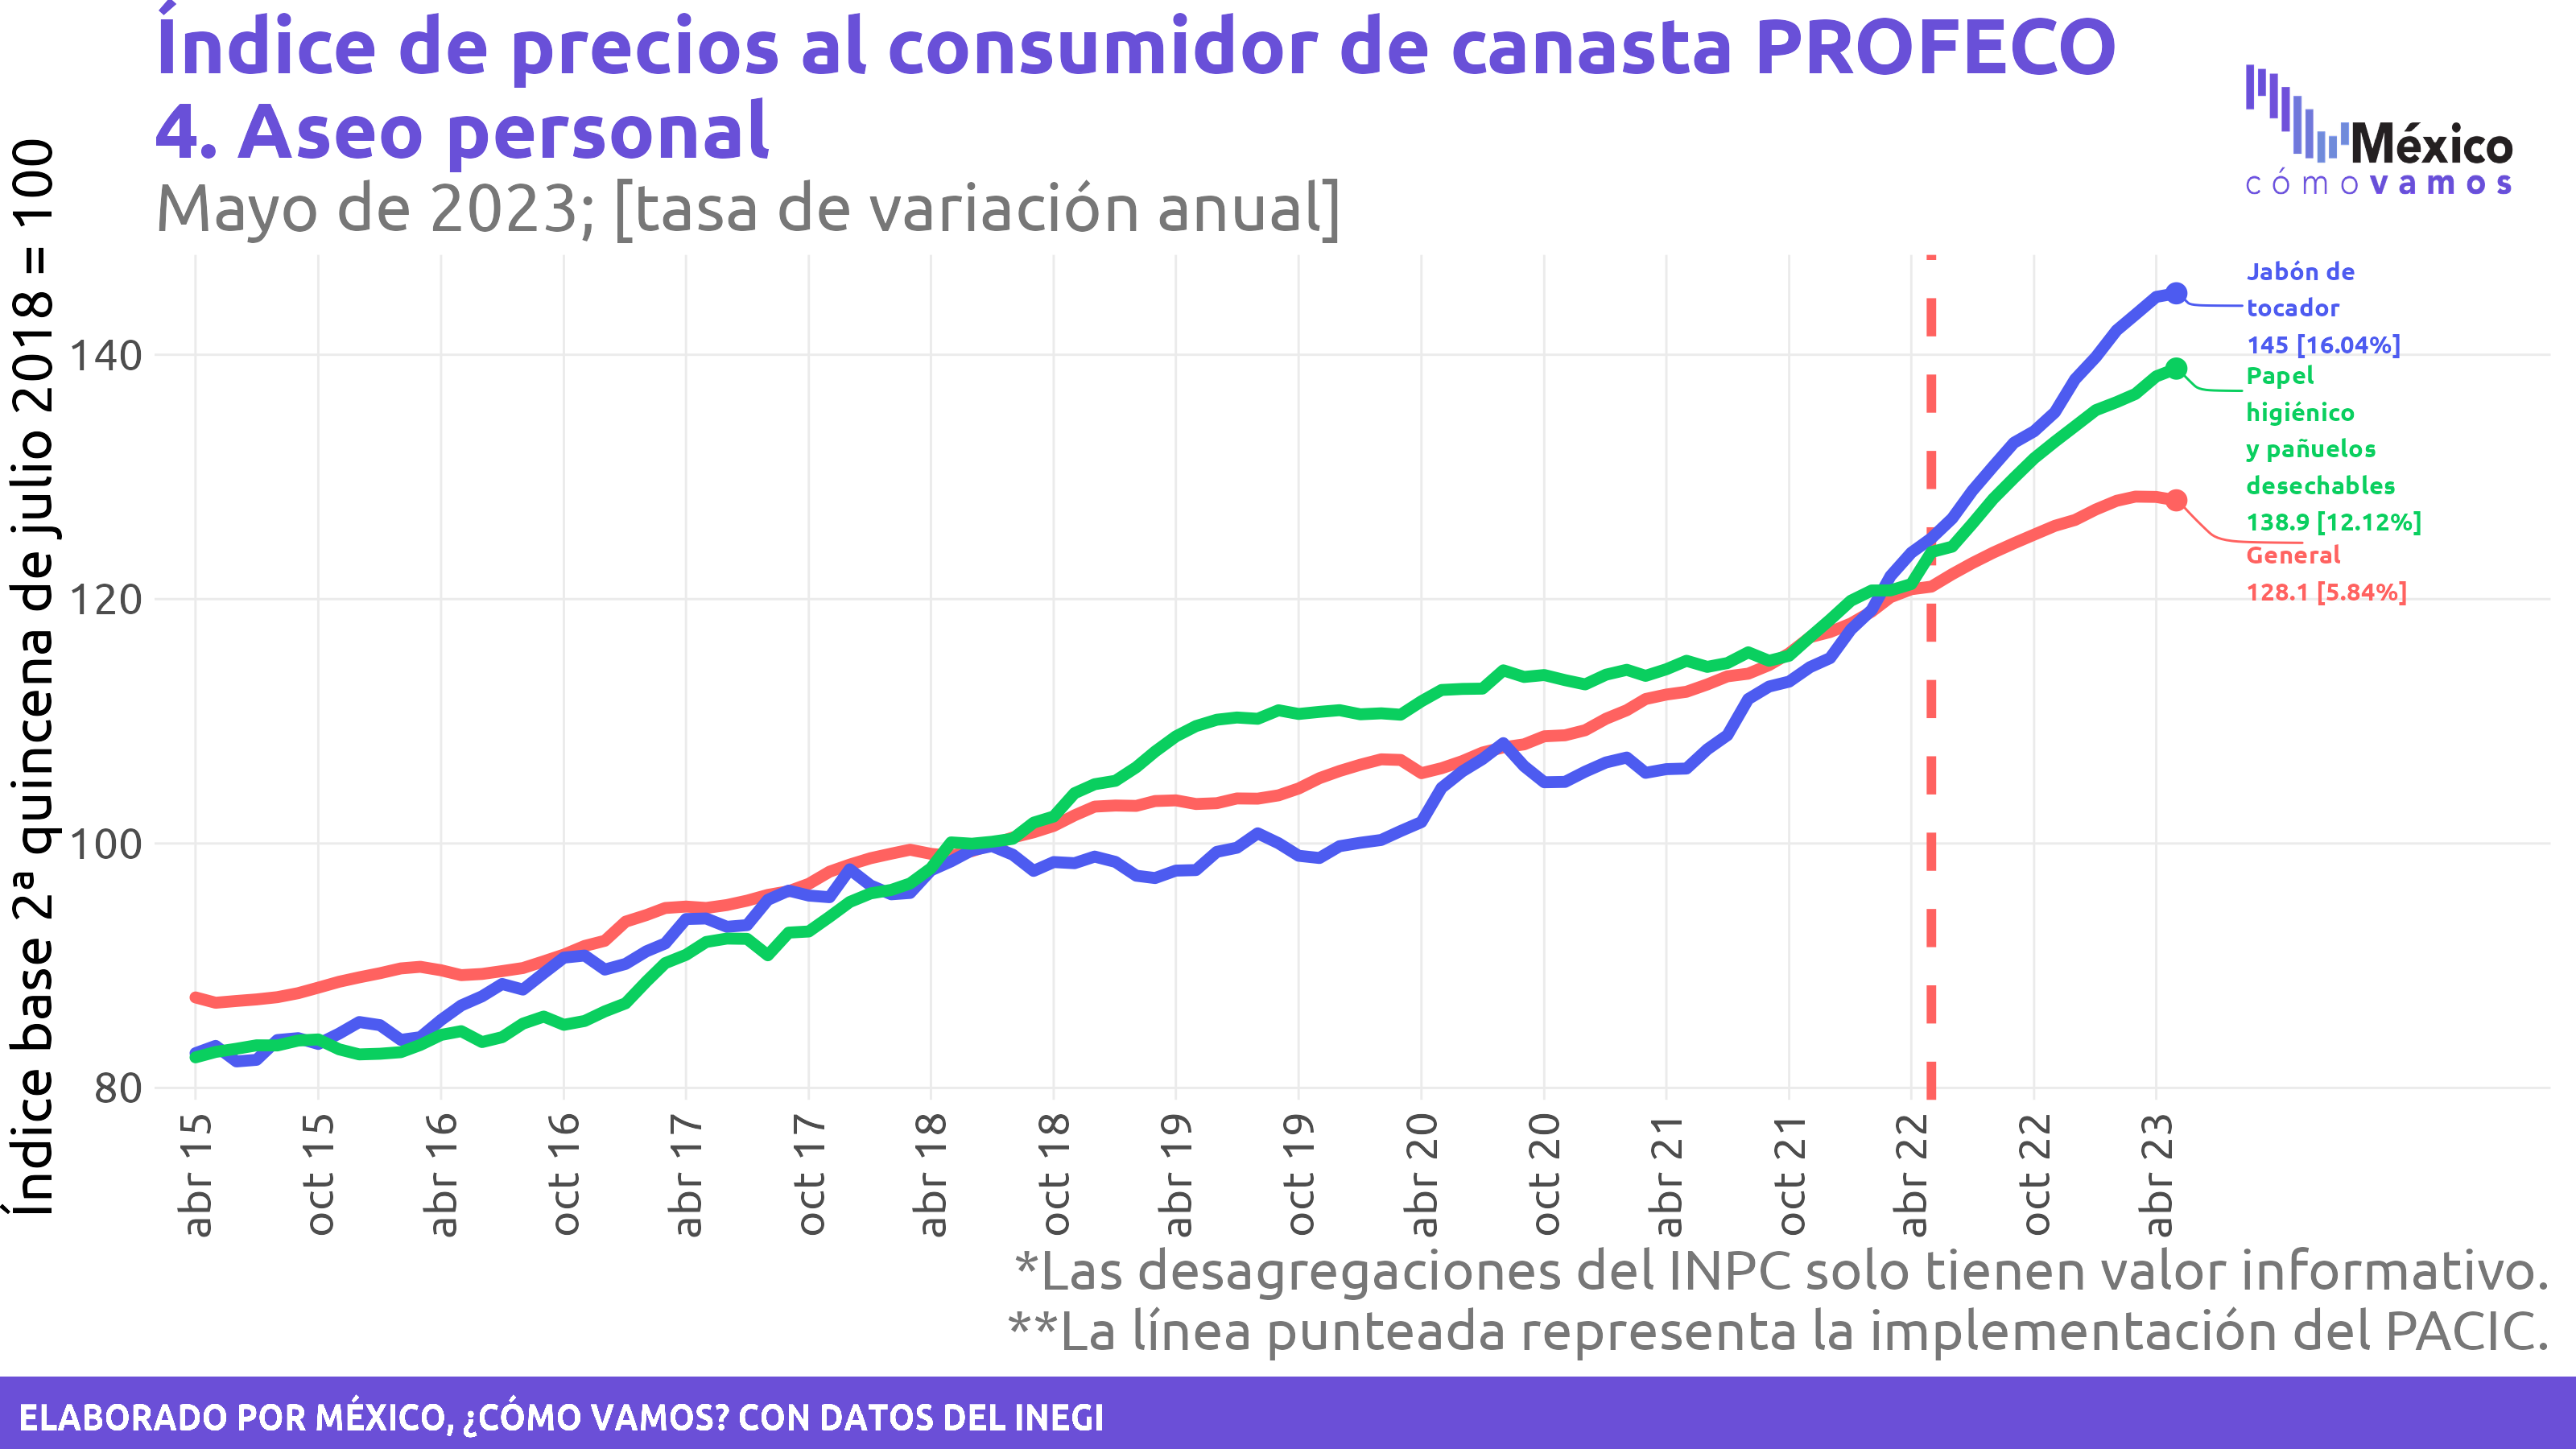 Índice de precios al consumidor de canasta PROFECO
4. Aseo personal
Mayo de 2023; [tasa de variación anual]
México
cómo vamos
Índice base 2ª quincena de julio 2018 = 100
140
120
100
80
Jabón de
tocador
145 [16.04%]
Papel
higiénico
y pañuelos
desechables
138.9 [12.12%]
General
128.1 [5.84%]
abr 15
oct 15
abr 16
oct 16
abr 17
oct 17
abr 18
oct 18
abr 19
oct 19
abr 20
oct 20
abr 21
oct 21
abr 22
oct 22
abr 23
*Las desagregaciones del INPC solo tienen valor informativo.
**La línea punteada representa la implementación del PACIC.
ELABORADO POR MÉXICO, ¿CÓMO VAMOS? CON DATOS DEL INEGI